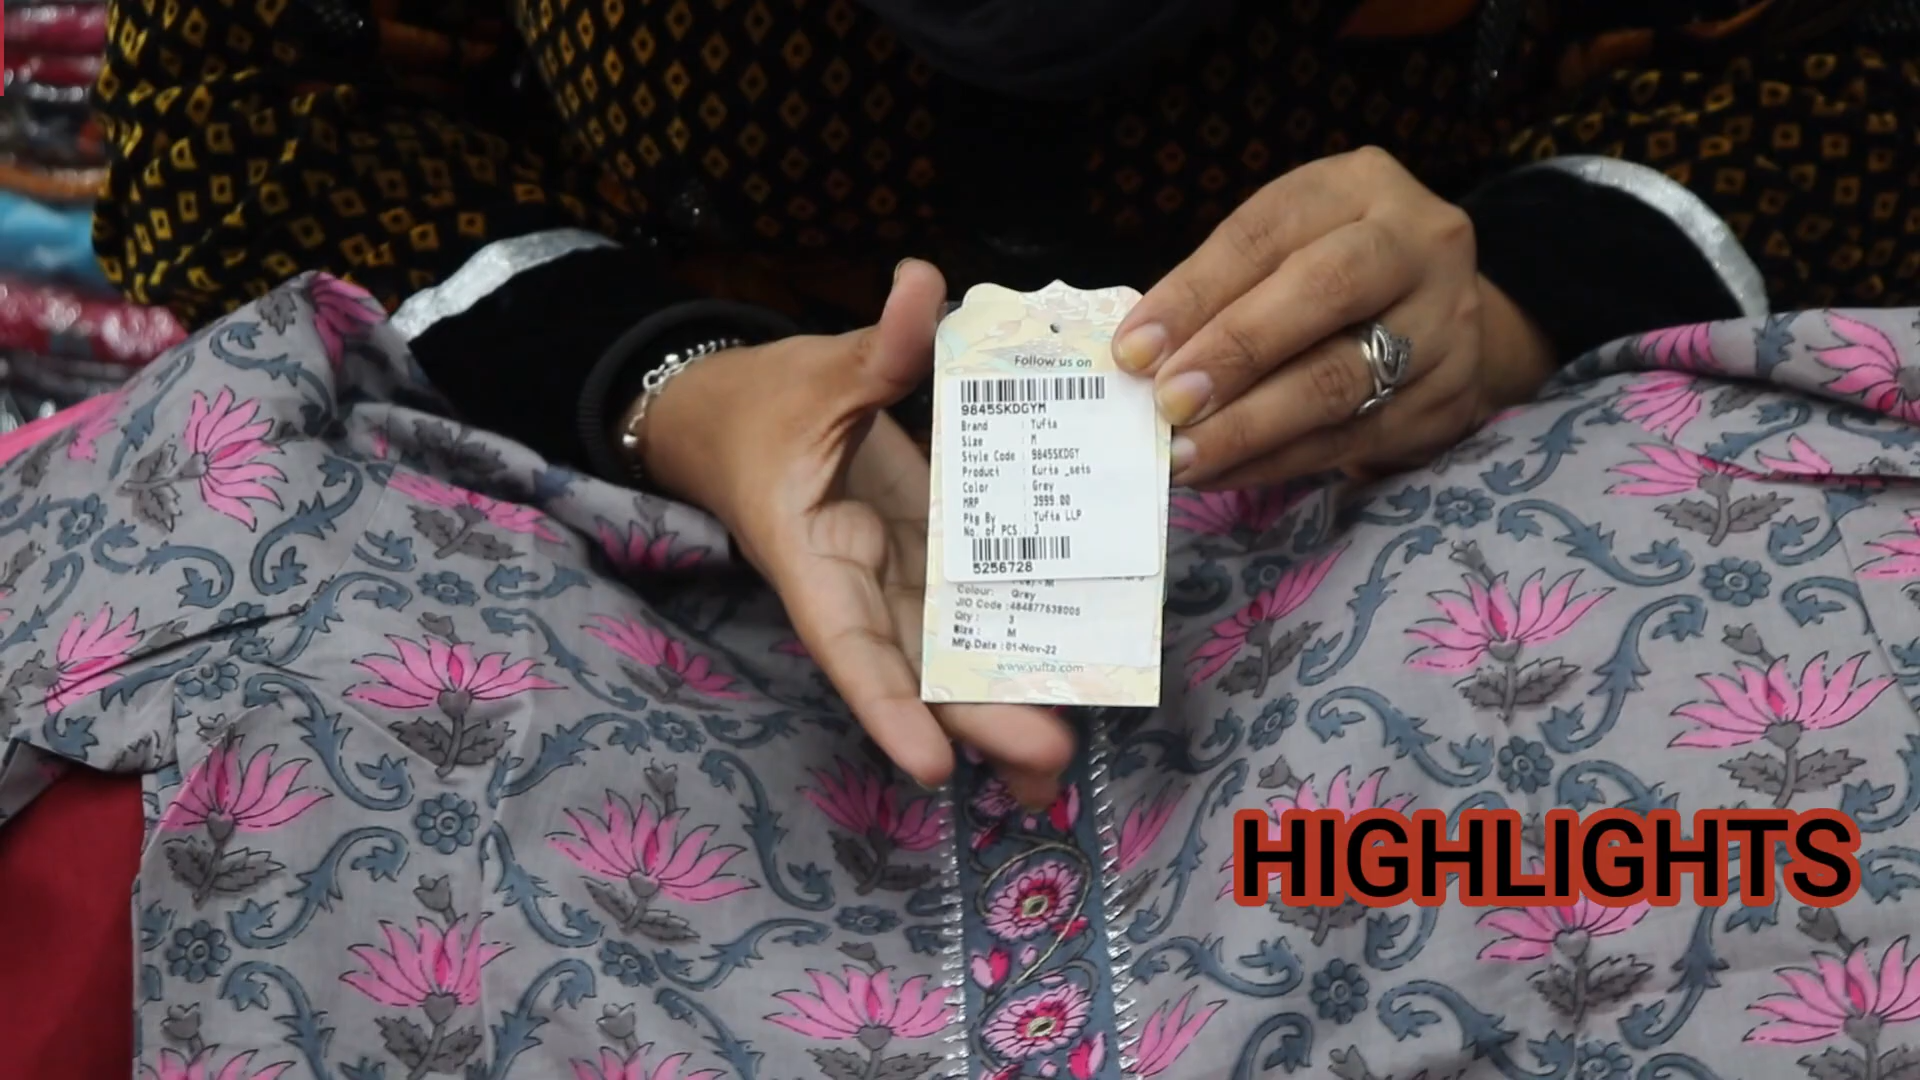 Follow us on
9845SKDGYM
Brand : Yufta
Size : M
Style Code : 9845SKDGY
Product : Kurta _sets
Color : Grey
MRP : 3999.00
Pkg By : Yufta LLP
No. of PCS : 3
5256728
Colour: Grey
JIO Code :484877638006
Qty : 3
Size : M
Mfg.Date : 01-Nov-22
www.yufta.com
HIGHLIGHTS